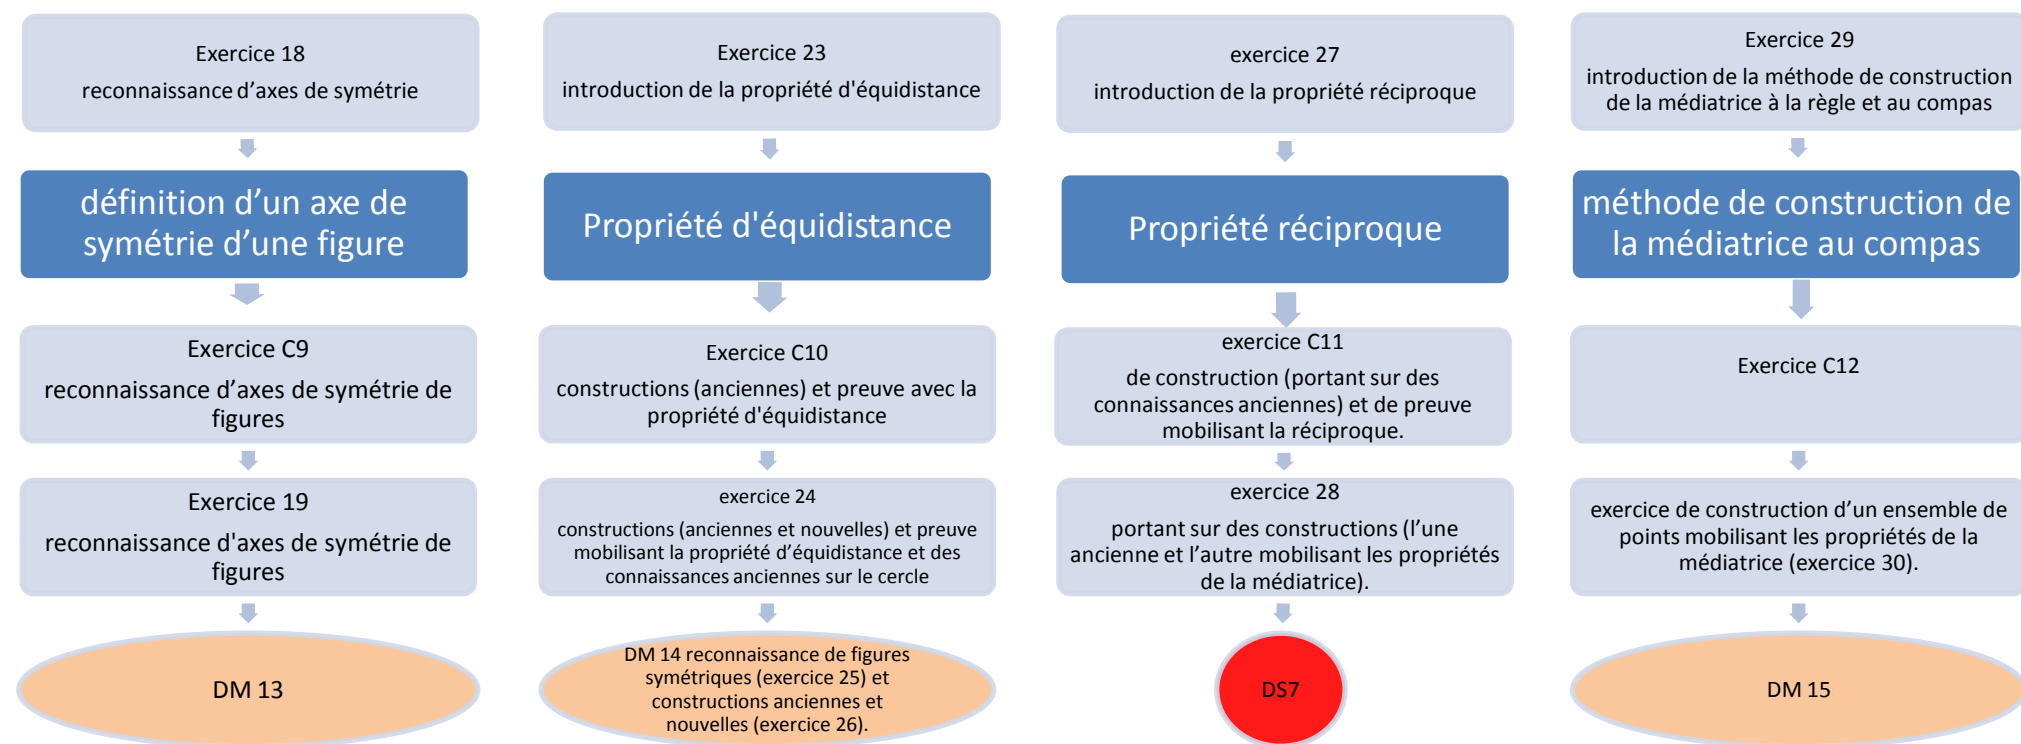 Exercice 18
reconnaissance d’axes de symétrie
définition d’un axe de
symétrie d’une figure
Exercice C9
reconnaissance d’axes de symétrie de
figures
Exercice 19
reconnaissance d'axes de symétrie de
figures
DM 13
Exercice 23
introduction de la propriété d'équidistance
Propriété d'équidistance
Exercice C10
constructions (anciennes) et preuve avec la
propriété d'équidistance
exercice 24
constructions (anciennes et nouvelles) et preuve
mobilisant la propriété d’équidistance et des
connaissances anciennes sur le cercle
DM 14 reconnaissance de figures
symétriques (exercice 25) et
constructions anciennes et
nouvelles (exercice 26).
exercice 27
introduction de la propriété réciproque
Propriété réciproque
exercice C11
de construction (portant sur des
connaissances anciennes) et de preuve
mobilisant la réciproque.
exercice 28
portant sur des constructions (l’une
ancienne et l’autre mobilisant les propriétés
de la médiatrice).
DS7
Exercice 29
introduction de la méthode de construction
de la médiatrice à la règle et au compas
méthode de construction de
la médiatrice au compas
Exercice C12
exercice de construction d’un ensemble de
points mobilisant les propriétés de la
médiatrice (exercice 30).
DM 15